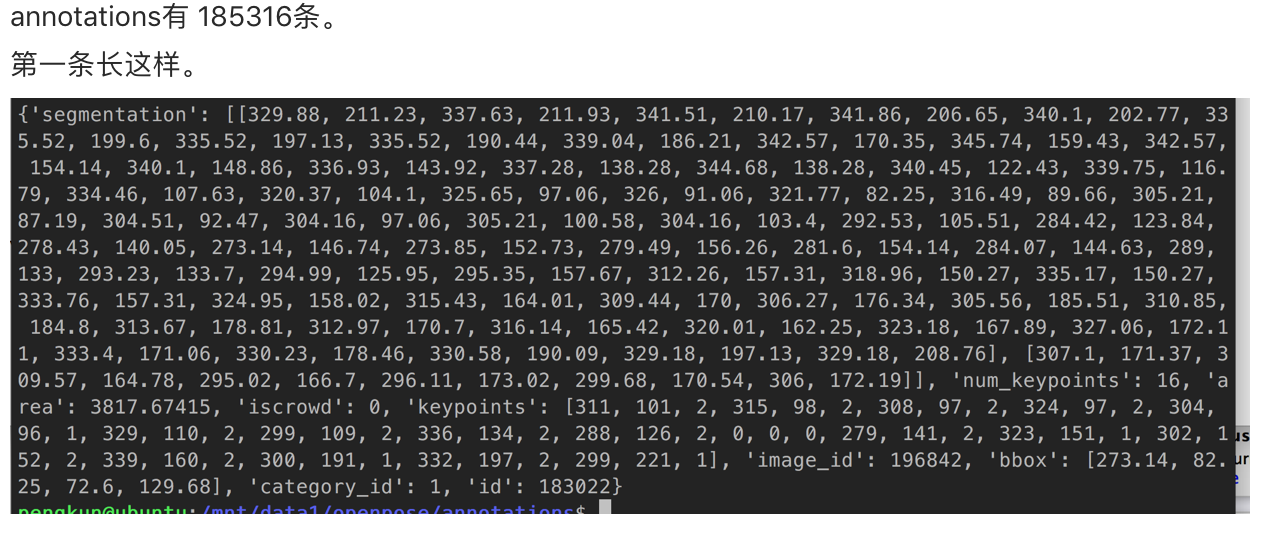 annotations有 185316条。
第一条长这样。
{'segmentation': [[329.88, 211.23, 337.63, 211.93, 341.51, 210.17, 341.86, 206.65, 340.1, 202.77, 33
5.52, 199.6, 335.52, 197.13, 335.52, 190.44, 339.04, 186.21, 342.57, 170.35, 345.74, 159.43, 342.57,
154.14, 340.1, 148.86, 336.93, 143.92, 337.28, 138.28, 344.68, 138.28, 340.45, 122.43, 339.75, 116.
79, 334.46, 107.63, 320.37, 104.1, 325.65, 97.06, 326, 91.06, 321.77, 82.25, 316.49, 89.66, 305.21,
87.19, 304.51, 92.47, 304.16, 97.06, 305.21, 100.58, 304.16, 103.4, 292.53, 105.51, 284.42, 123.84,
278.43, 140.05, 273.14, 146.74, 273.85, 152.73, 279.49, 156.26, 281.6, 154.14, 284.07, 144.63, 289,
133, 293.23, 133.7, 294.99, 125.95, 295.35, 157.67, 312.26, 157.31, 318.96, 150.27, 335.17, 150.27,
333.76, 157.31, 324.95, 158.02, 315.43, 164.01, 309.44, 170, 306.27, 176.34, 305.56, 185.51, 310.85,
184.8, 313.67, 178.81, 312.97, 170.7, 316.14, 165.42, 320.01, 162.25, 323.18, 167.89, 327.06, 172.1
1, 333.4, 171.06, 330.23, 178.46, 330.58, 190.09, 329.18, 197.13, 329.18, 208.76], [307.1, 171.37, 3
09.57, 164.78, 295.02, 166.7, 296.11, 173.02, 299.68, 170.54, 306, 172.19]], 'num_keypoints': 16, 'a
rea': 3817.67415, 'iscrowd': 0, 'keypoints': [311, 101, 2, 315, 98, 2, 308, 97, 2, 324, 97, 2, 304,
96, 1, 329, 110, 2, 299, 109, 2, 336, 134, 2, 288, 126, 2, 0, 0, 0, 279, 141, 2, 323, 151, 1, 302, 1
52, 2, 339, 160, 2, 300, 191, 1, 332, 197, 2, 299, 221, 1], 'image_id': 196842, 'bbox': [273.14, 82.
25, 72.6, 129.68], 'category_id': 1, 'id': 183022}
pengkun@ubuntu:/mnt/data1/openpose/annotations$
us
ur
e